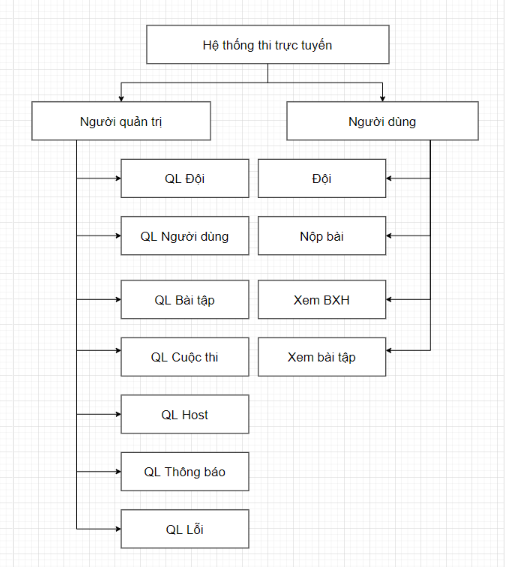 Hệ thống thi trực tuyến
Người quản trị
Người dùng
QL Đội
Đội
QL Người dùng
Nộp bài
QL Bài tập
Xem BXH
QL Cuộc thi
Xem bài tập
QL Host
QL Thông báo
QL Lỗi